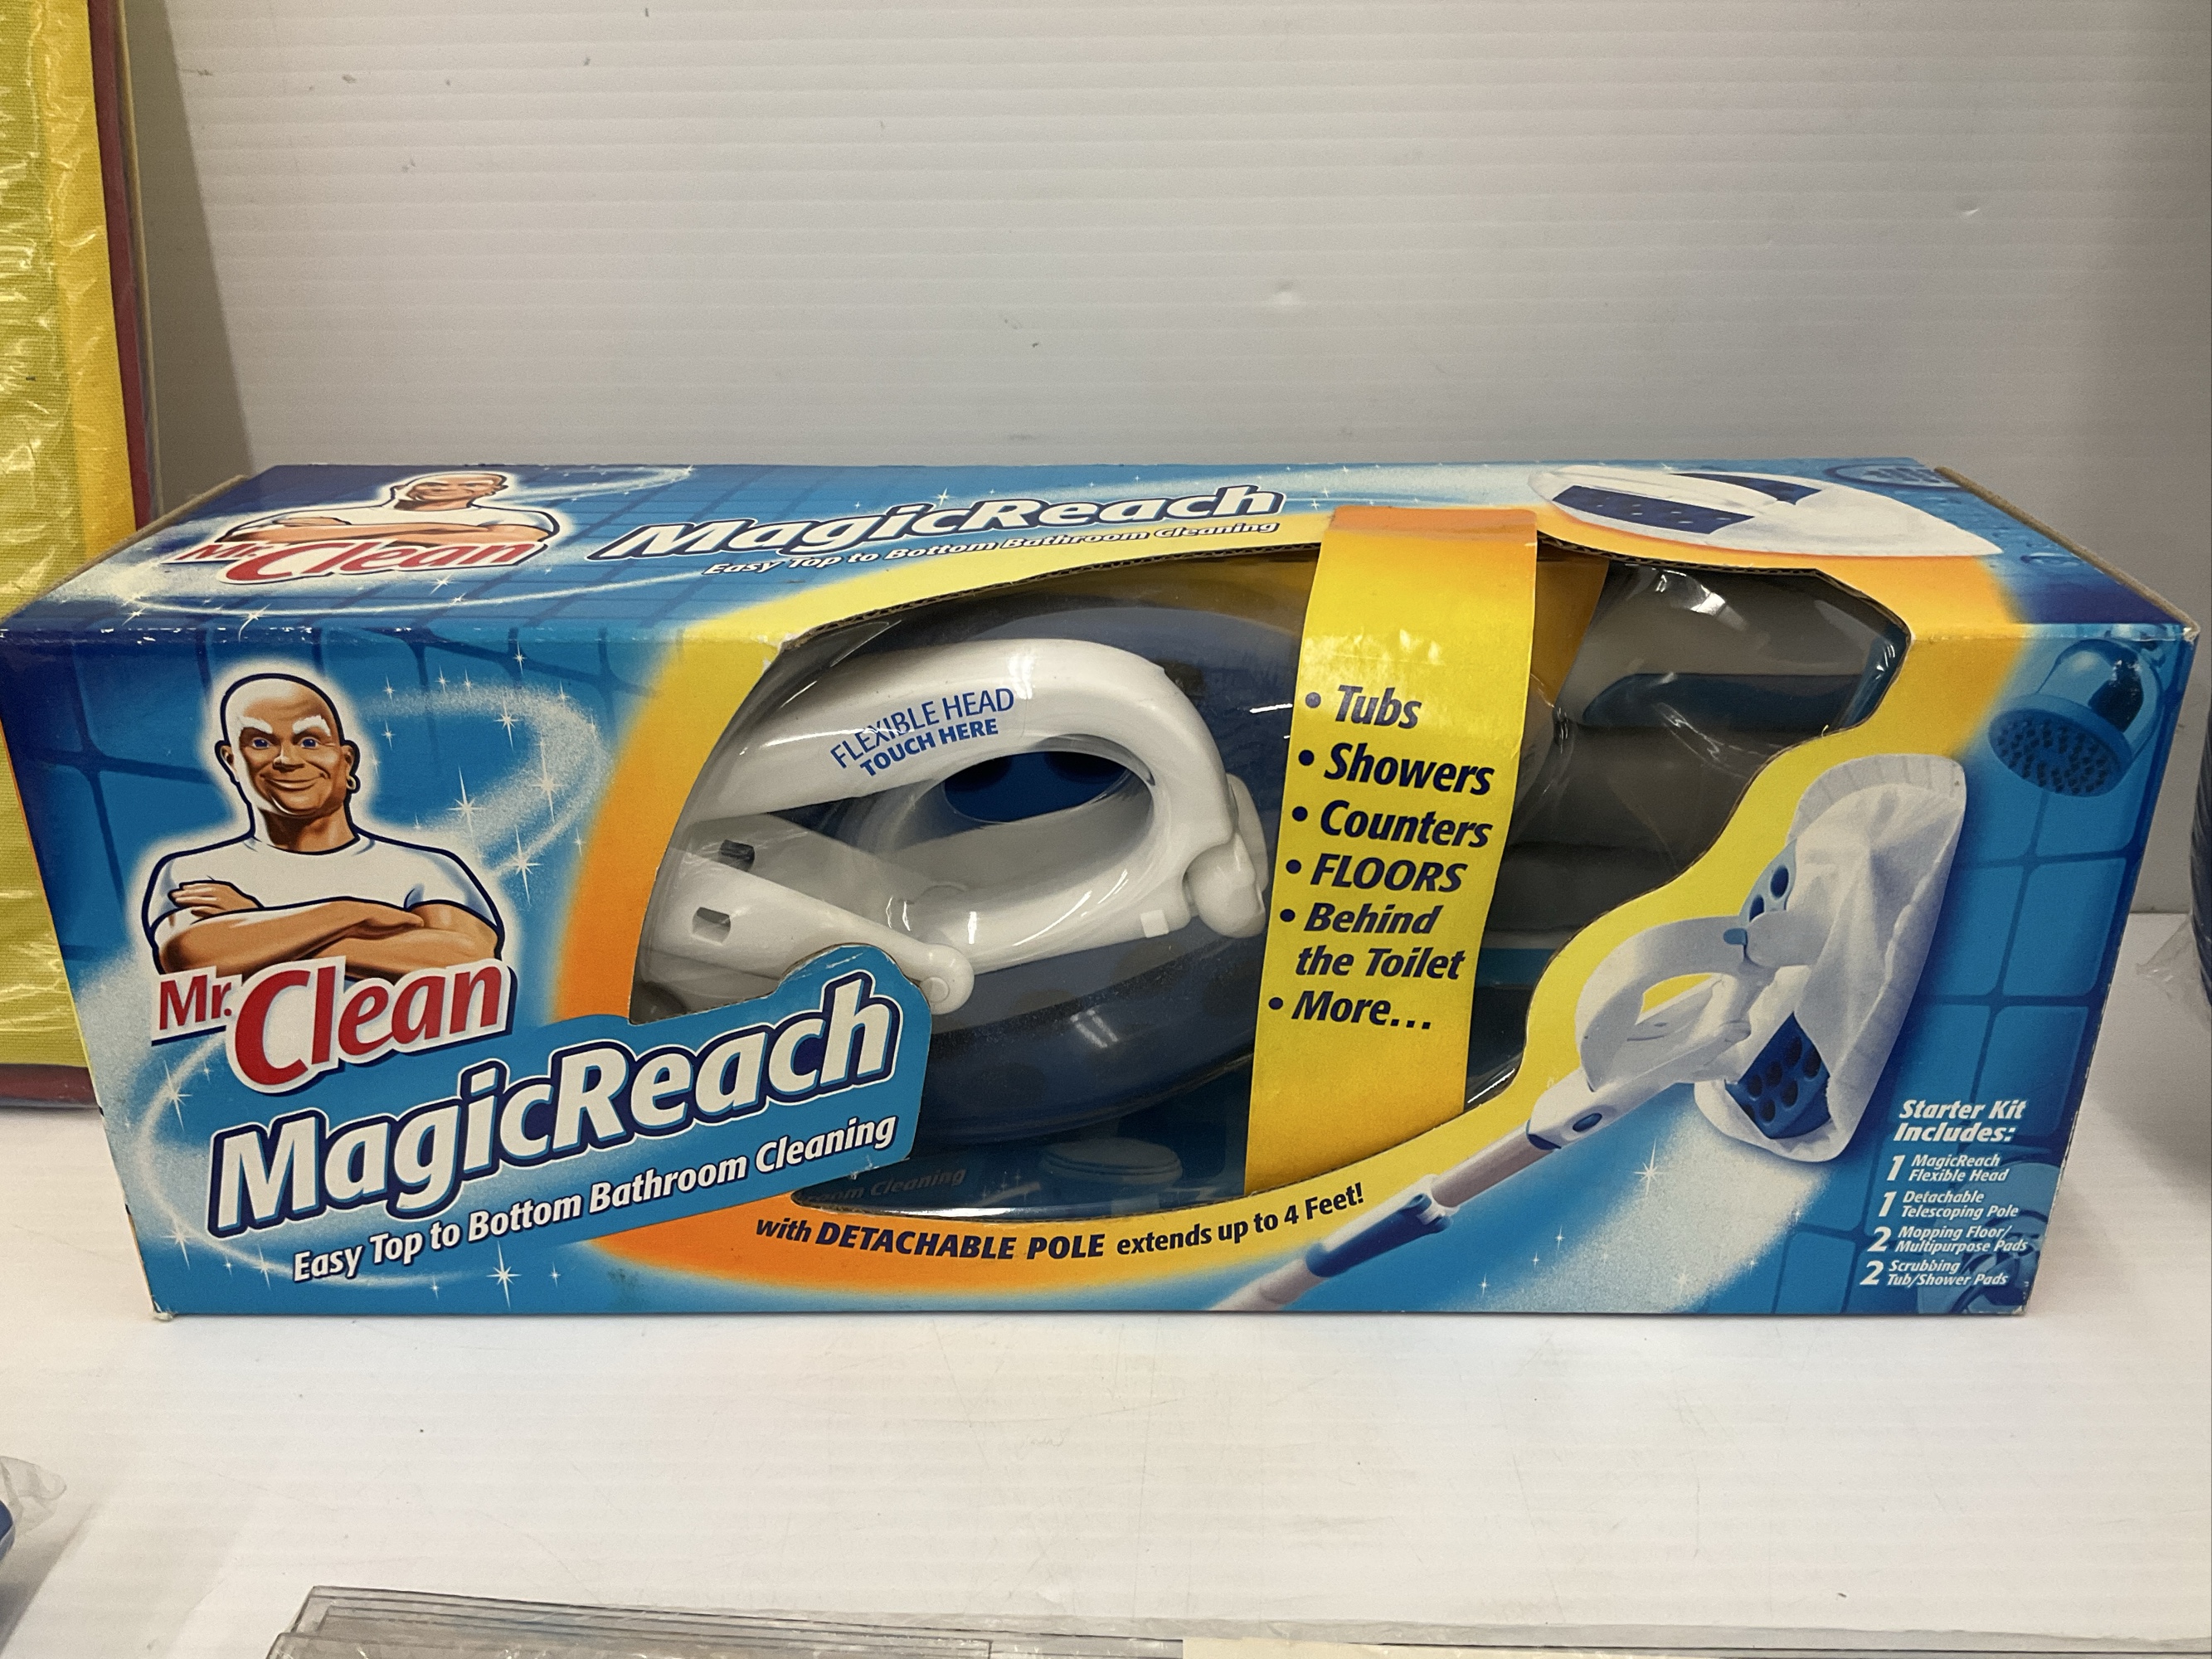 Mr. Clean
MagicReach
Easy Top to Bottom Bathroom Cleaning
FLEXIBLE HEAD
TOUCH HERE
• Tubs
• Showers
• Counters
• FLOORS
• Behind
the Toilet
• More...
Mr. Clean
MagicReach
Easy Top to Bottom Bathroom Cleaning
room Cleaning
with DETACHABLE POLE extends up to 4 Feet!
Starter Kit
Includes:
1 MagicReach
Flexible Head
1 Detachable
Telescoping Pole
2 Mopping Floor/
Multipurpose Pads
2 Scrubbing
Tub/Shower Pads